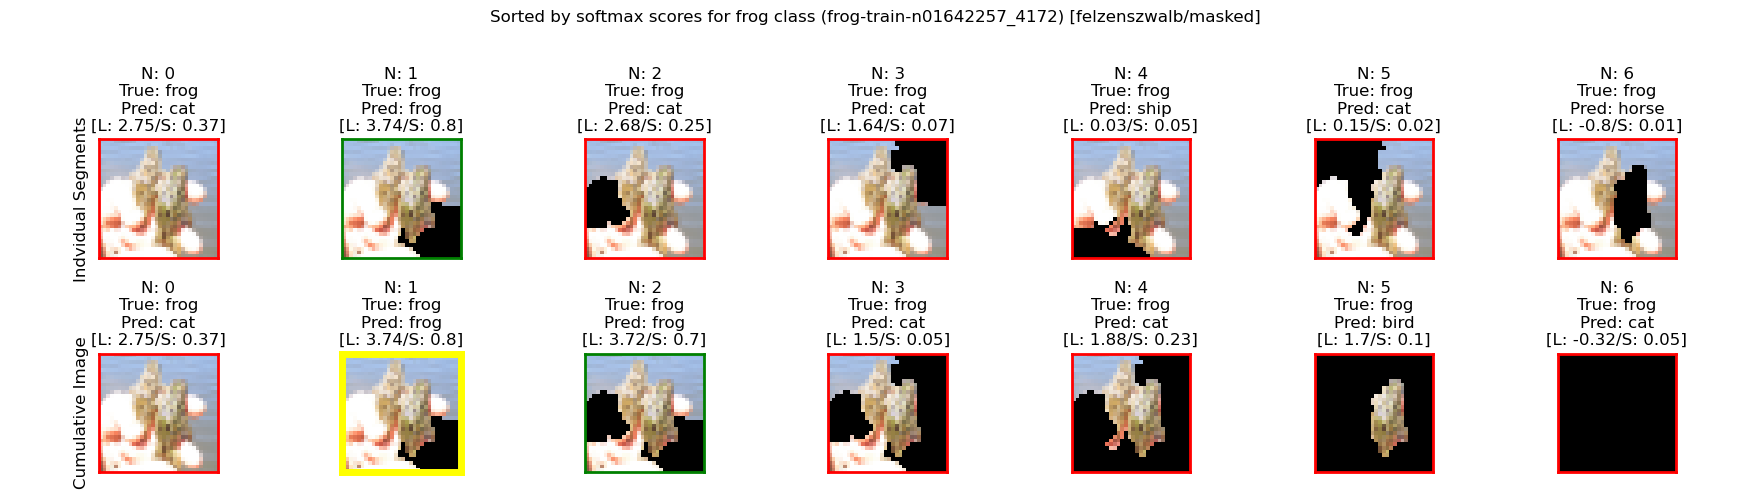 Sorted by softmax scores for frog class (frog-train-n01642257_4172) [felzenszwalb/masked]
Indvidual Segments
N: 0
True: frog
Pred: cat
[L: 2.75/S: 0.37]
N: 1
True: frog
Pred: frog
[L: 3.74/S: 0.8]
N: 2
True: frog
Pred: cat
[L: 2.68/S: 0.25]
N: 3
True: frog
Pred: cat
[L: 1.64/S: 0.07]
N: 4
True: frog
Pred: ship
[L: 0.03/S: 0.05]
N: 5
True: frog
Pred: cat
[L: 0.15/S: 0.02]
N: 6
True: frog
Pred: horse
[L: -0.8/S: 0.01]
Cumulative Image
N: 0
True: frog
Pred: cat
[L: 2.75/S: 0.37]
N: 1
True: frog
Pred: frog
[L: 3.74/S: 0.8]
N: 2
True: frog
Pred: frog
[L: 3.72/S: 0.7]
N: 3
True: frog
Pred: cat
[L: 1.5/S: 0.05]
N: 4
True: frog
Pred: cat
[L: 1.88/S: 0.23]
N: 5
True: frog
Pred: bird
[L: 1.7/S: 0.1]
N: 6
True: frog
Pred: cat
[L: -0.32/S: 0.05]